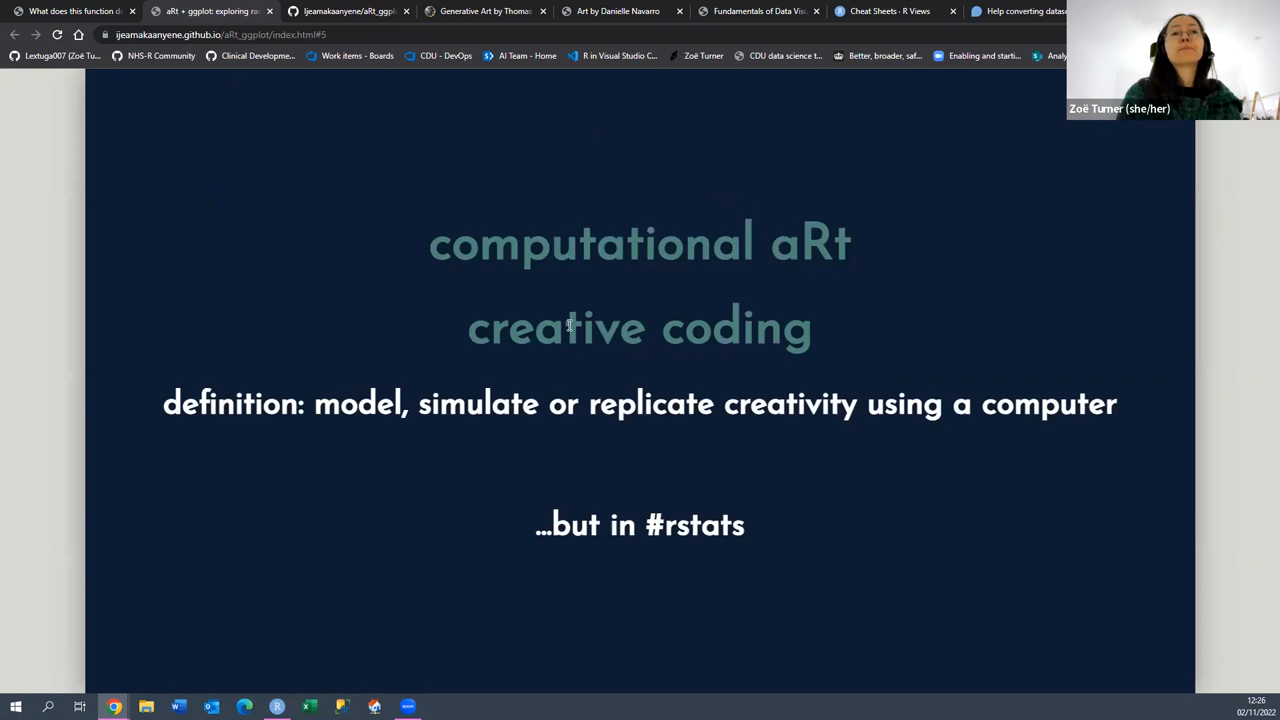 What does this function do
aRt + ggplot: exploring rac
Ijeamakaanyene/aRt_ggpl
Generative Art by Thomas
Art by Danielle Navarro
Fundamentals of Data Visu
Cheat Sheets - R Views
Help converting datase
ijeamakaanyene.github.io/aRt_ggplot/index.html#5
Lextuga007 (Zoë Tu...
NHS-R Community
Clinical Developme...
Work items - Boards
CDU - DevOps
AI Team - Home
R in Visual Studio C...
Zoë Turner
CDU data science t...
Better, broader, saf...
Enabling and starti...
Analy
Zoë Turner (she/her)
computational aRt
creative coding
definition: model, simulate or replicate creativity using a computer
...but in #rstats
12:26
02/11/2022